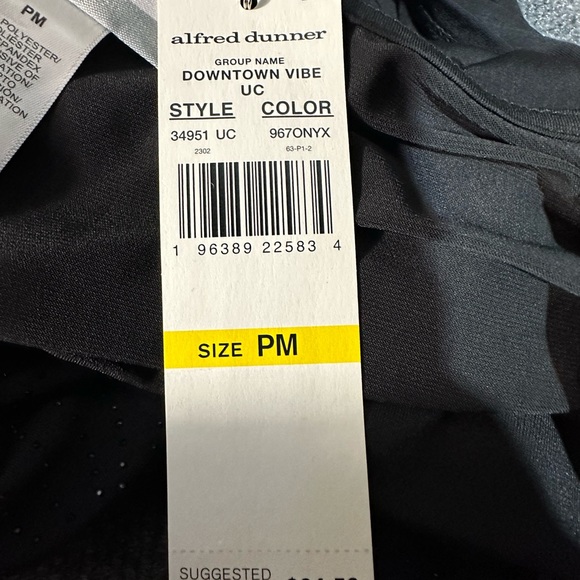 PM
POLYESTER/
alfred dunner
GROUP NAME
DOWNTOWN VIBE
UC
STYLE COLOR
34951 UC 967ONYX
2302 63-P1-2
1 96389 22583 4
SIZE PM
SUGGESTED